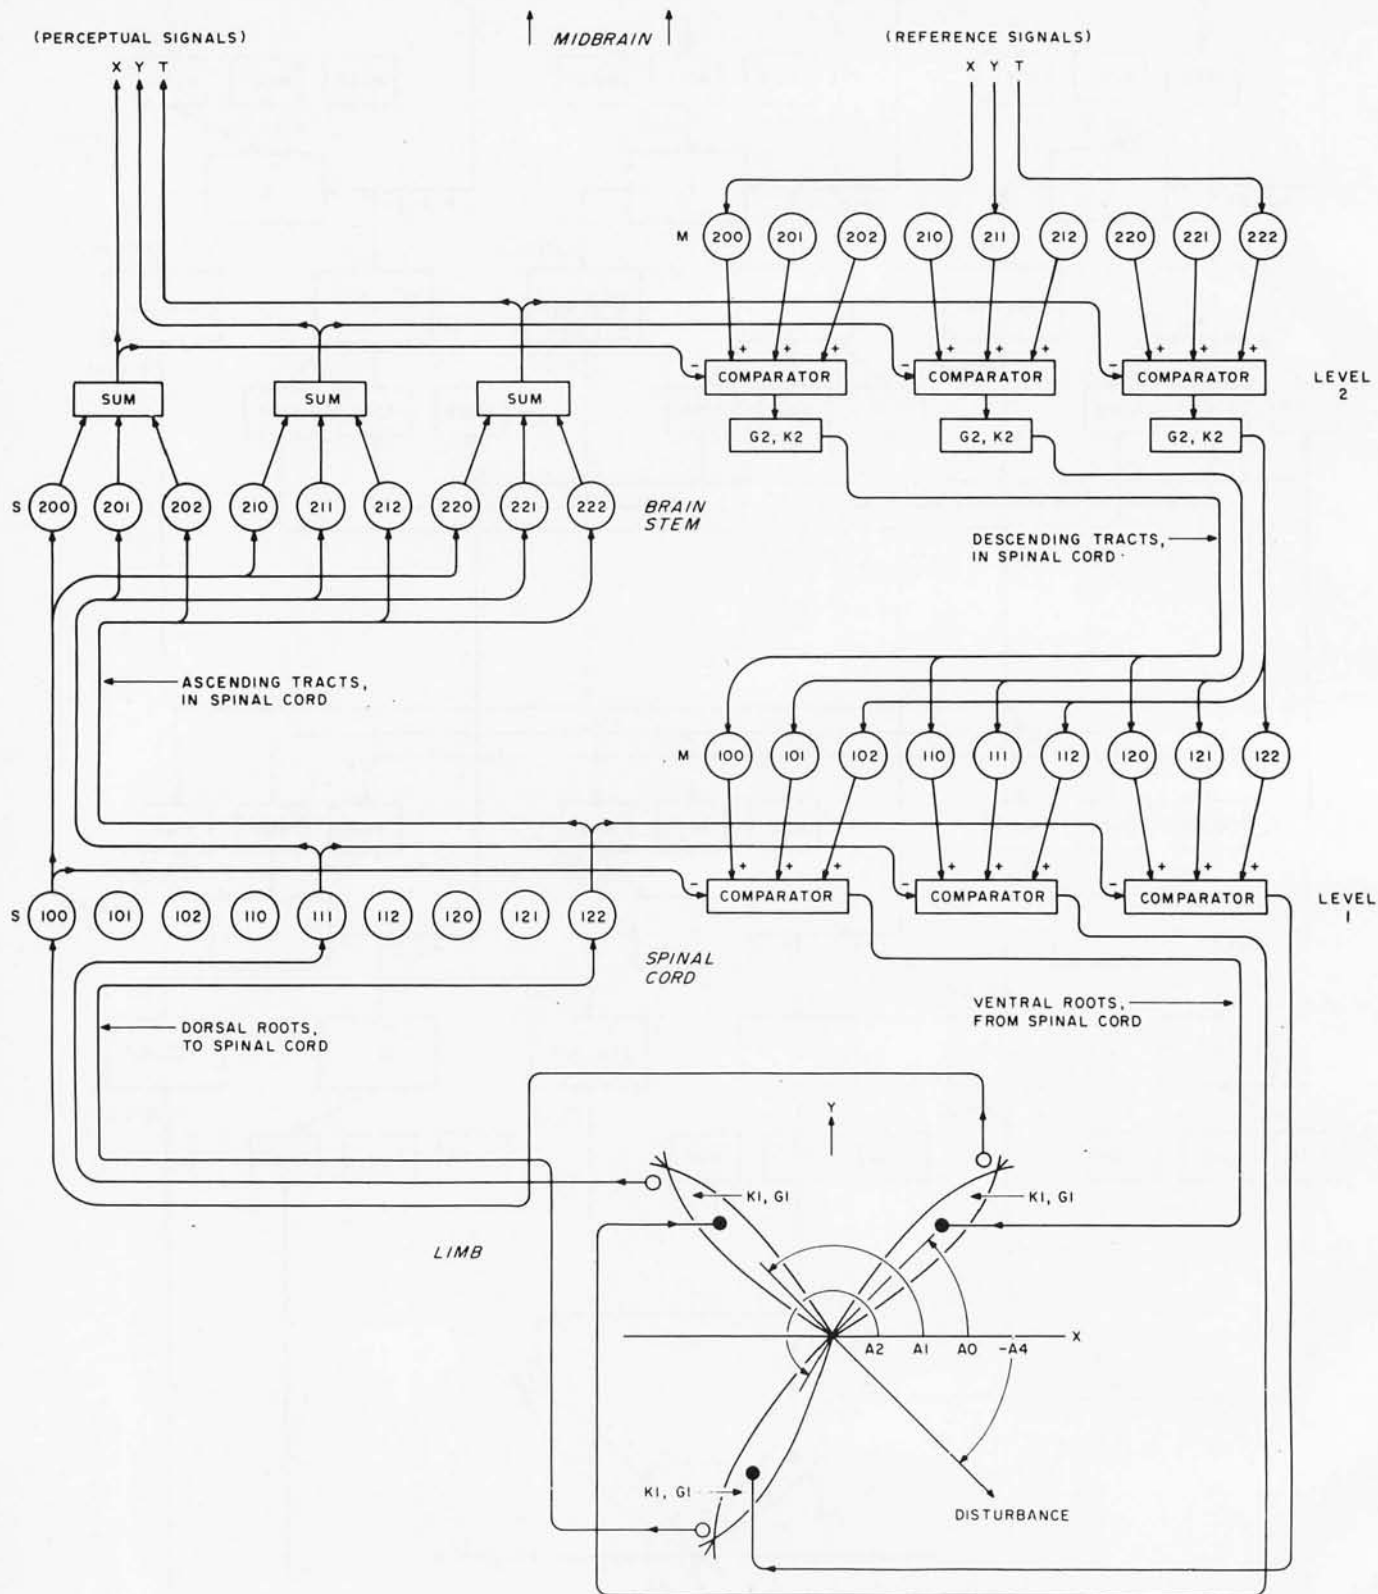 MIDBRAIN
(PERCEPTUAL SIGNALS)
(REFERENCE SIGNALS)
X Y T
X Y T
M 200 201 202 210 211 212 220 221 222
+ + + + + + + + +
- - -
COMPARATOR COMPARATOR COMPARATOR
LEVEL
2
SUM SUM SUM
G2, K2 G2, K2 G2, K2
S 200 201 202 210 211 212 220 221 222
BRAIN
STEM
DESCENDING TRACTS,
IN SPINAL CORD
ASCENDING TRACTS,
IN SPINAL CORD
M 100 101 102 110 111 112 120 121 122
+ + + + + + + + +
- - -
COMPARATOR COMPARATOR COMPARATOR
LEVEL
1
S 100 101 102 110 111 112 120 121 122
SPINAL
CORD
VENTRAL ROOTS,
FROM SPINAL CORD
DORSAL ROOTS,
TO SPINAL CORD
Y
K1, G1 K1, G1
LIMB
A2 A1 A0 -A4 X
K1, G1
DISTURBANCE